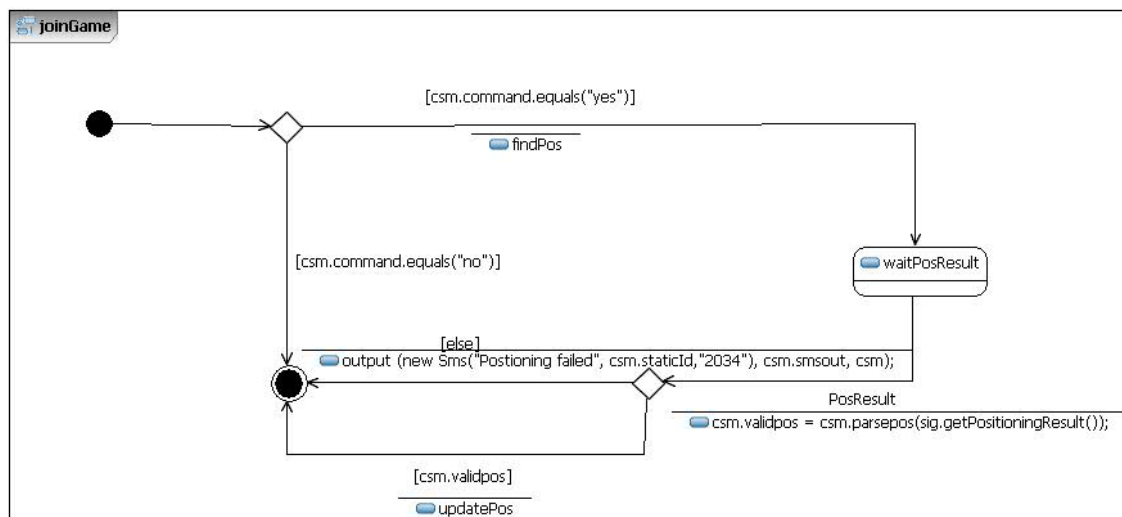 joinGame
[csm.command.equals("yes")]
findPos
[csm.command.equals("no")]
waitPosResult
[else]
output (new Sms("Postioning failed", csm.staticId,"2034"), csm.smsout, csm);
PosResult
csm.validpos = csm.parsepos(sig.getPositioningResult());
[csm.validpos]
updatePos